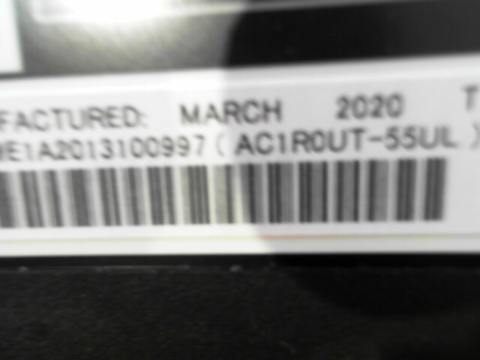 FACTURED: MARCH 2020 T
E1A2013100997 ( AC1R0UT-55UL )